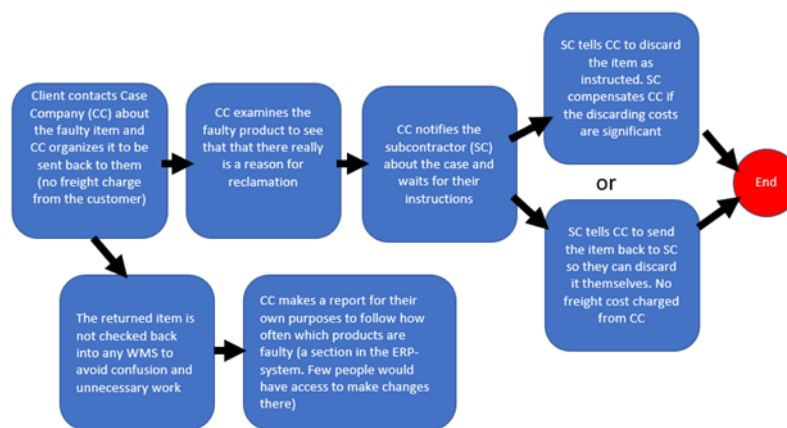 Client contacts Case
Company (CC) about
the faulty item and
CC organizes it to be
sent back to them
(no freight charge
from the customer)
CC examines the
faulty product to see
that that there really
is a reason for
reclamation
CC notifies the
subcontractor (SC)
about the case and
waits for their
instructions
SC tells CC to discard
the item as
instructed. SC
compensates CC if
the discarding costs
are significant
or
SC tells CC to send
the item back to SC
so they can discard
it themselves. No
freight cost charged
from CC
End
The returned item is
not checked back
into any WMS to
avoid confusion and
unnecessary work
CC makes a report for their
own purposes to follow how
often which products are
faulty (a section in the ERP-
system. Few people would
have access to make changes
there)